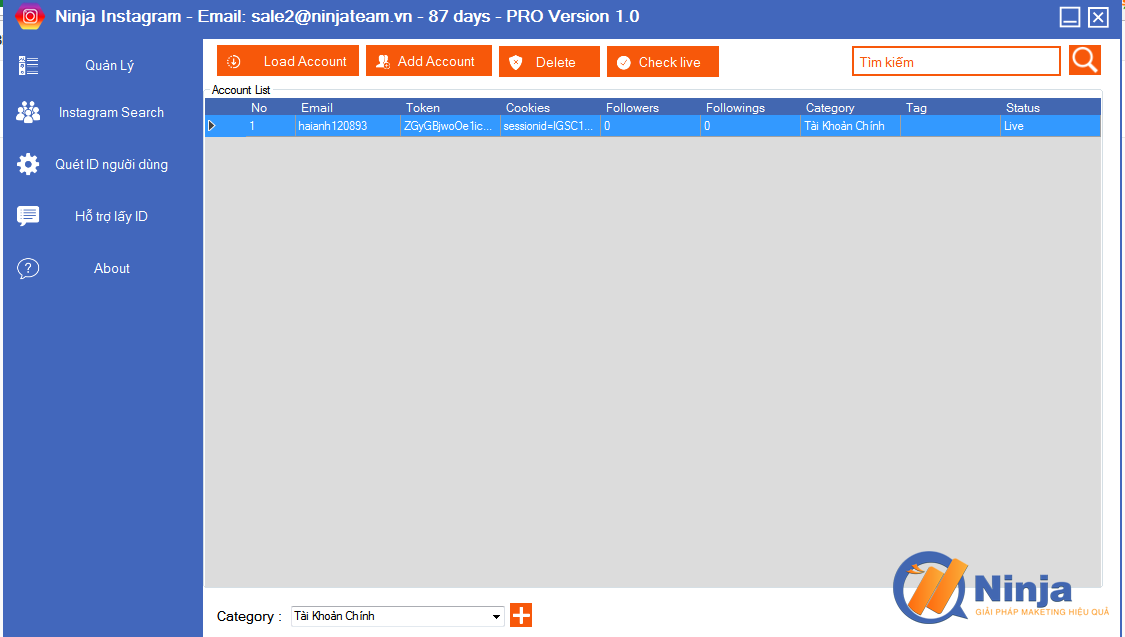 Ninja Instagram - Email: sale2@ninjateam.vn - 87 days - PRO Version 1.0
Quản Lý
Instagram Search
Quét ID người dùng
Hỗ trợ lấy ID
About
Load Account Add Account Delete Check live Tìm kiếm
Account List
No Email Token Cookies Followers Followings Category Tag Status
1 haianh120893 ZGyGBjwoOe1ic... sessionid=IGSC1... 0 0 Tài Khoản Chính Live
Ninja
GIẢI PHÁP MAKETING HIỆU QUẢ
Category : Tài Khoản Chính